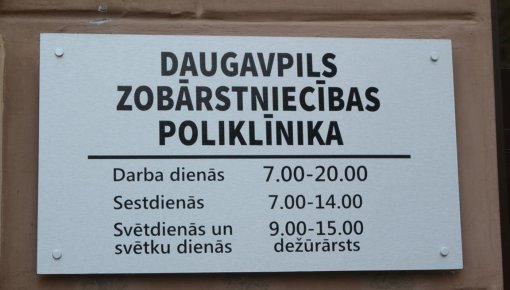 DAUGAVPILS
ZOBĀRSTNIECĪBAS
POLIKLĪNIKA
Darba dienās 7.00-20.00
Sestdienās 7.00-14.00
Svētdienās un 9.00-15.00
svētku dienās dežūrārsts